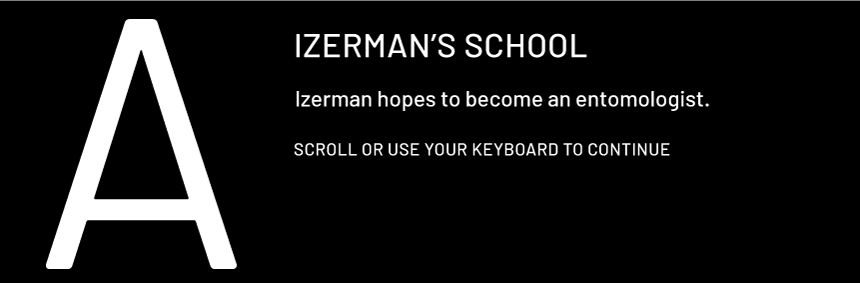 A
IZERMAN’S SCHOOL
Izerman hopes to become an entomologist.
SCROLL OR USE YOUR KEYBOARD TO CONTINUE